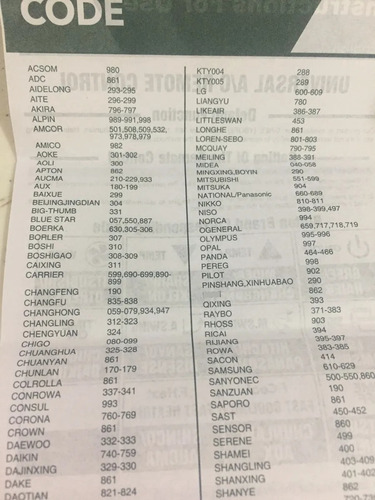 CODE
ACSOM 980
ADC 861
AIDELONG 293-295
AITE 296-299
AKIRA 796-797
ALPIN 989-991,998
AMCOR 501,508,509,532,
973,978,979
AMICO 982
AOKE 301-302
AOLI 300
APTON 862
AUCMA 210-229,933
AUX 180-199
BAIXUE 299
BEIJINGJINGDIAN 304
BIG-THUMB
BLUE STAR 057,550,887
BOERKA 630,305-306
BORLER 307
BOSHI 310
BOSHIGAO 308-309
CAIXING 311
CARRIER 599,690-699,890-
899
CHANGFENG 190
CHANGFU 835-838
CHANGHONG 059-079,934,947
CHANGLING 312-323
CHENGYUAN 324
CHIGO 080-099
CHUANGHUA 325-328
CHUANYAN 861
CHUNLAN 170-179
COLROLLA 861
CONROWA 337-341
CONSUL 993
CORONA 760-769
CROWN 861
DAEWOO 332-333
DAIKIN 740-759
DAJINXING 329-330
DAKE 861
DAOTIAN 821-824
KTY004 288
KTY005 289
LG 600-609
LIANGYU 780
LIKEAIR 386-387
LITTLESWAN 453
LONGHE 861
LOREN-SEBO 801-803
MCQUAY 790-795
MEILING 388-391
MIDEA 040-058
MINGXING,BOYIN 290
MITSUBISHI 551-599
MITSUKA 904
NATIONAL/Panasonic 660-689
NIKKO 810-811
NISO 398-399,497
NORCA 994
OGENERAL 659,717,718,719
OLYMPUS 995-996
OPAL 997
PANDA 464-466
PEREG 998
PILOT 902
PINSHANG,XINHUABAO 290
862
QIXING 393
RAYBO 371-383
RHOSS 903
RICAI 394
RIJIANG 395-397
ROWA 383-385
SACON 414
SAMSUNG 610-629
SANYONEC 500-550,860
SANZUAN 190
SAPORO 861
SAST 450-452
SENSOR 860
SERENE 499
SHAMEI 400
SHANGLING 403-409
SHANXING 401-402
SHANYE 862